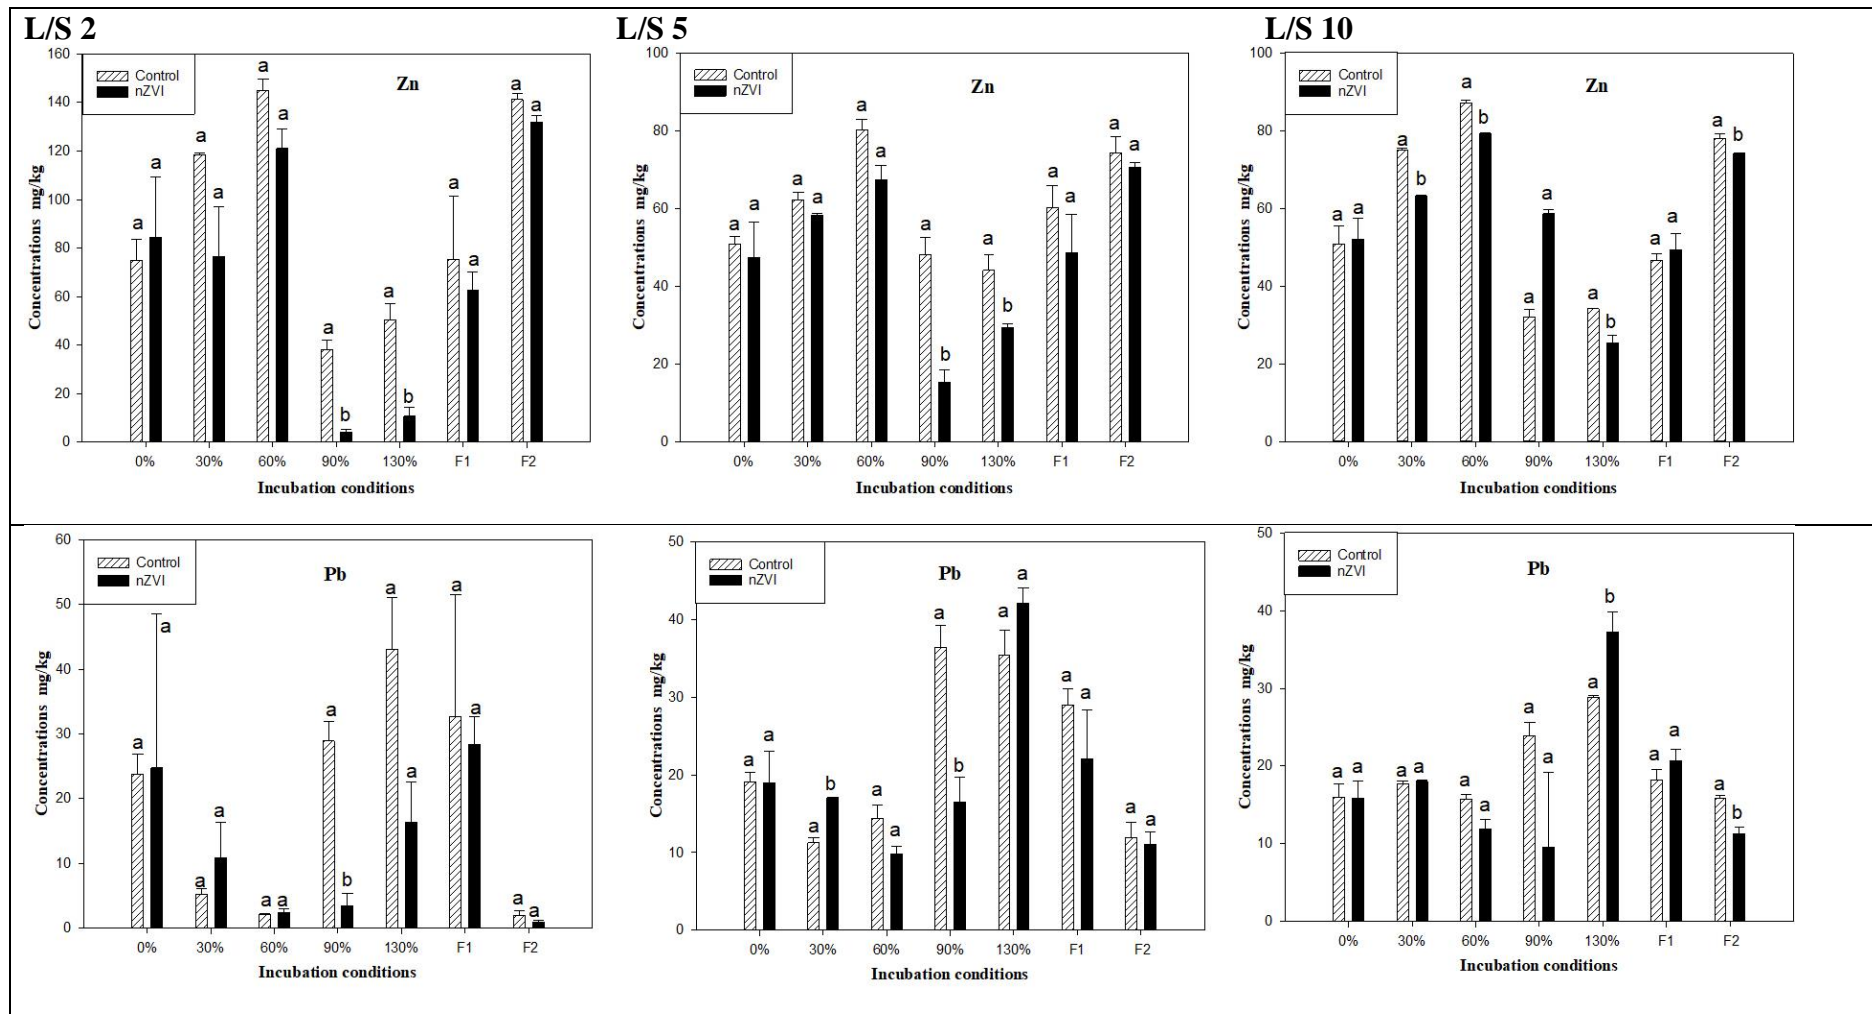 L/S 2
L/S 5
L/S 10
Control
nZVI
Zn
Concentrations mg/kg
160
140
120
100
80
60
40
20
0
a a a a a a a b a b a a a a
0% 30% 60% 90% 130% F1 F2
Incubation conditions
Control
nZVI
Zn
Concentrations mg/kg
100
80
60
40
20
0
a a a a a a a b a b a a a a
0% 30% 60% 90% 130% F1 F2
Incubation conditions
Control
nZVI
Zn
Concentrations mg/kg
100
80
60
40
20
0
a a a b a b a a a b a a a b
0% 30% 60% 90% 130% F1 F2
Incubation conditions
Control
nZVI
Pb
Concentrations mg/kg
60
50
40
30
20
10
0
a a a a a a a b a a a a a a
0% 30% 60% 90% 130% F1 F2
Incubation conditions
Control
nZVI
Pb
Concentrations mg/kg
50
40
30
20
10
0
a a a b a a a b a a a a a a
0% 30% 60% 90% 130% F1 F2
Incubation conditions
Control
nZVI
Pb
Concentrations mg/kg
50
40
30
20
10
0
a a a a a a a a a b a a a b
0% 30% 60% 90% 130% F1 F2
Incubation conditions